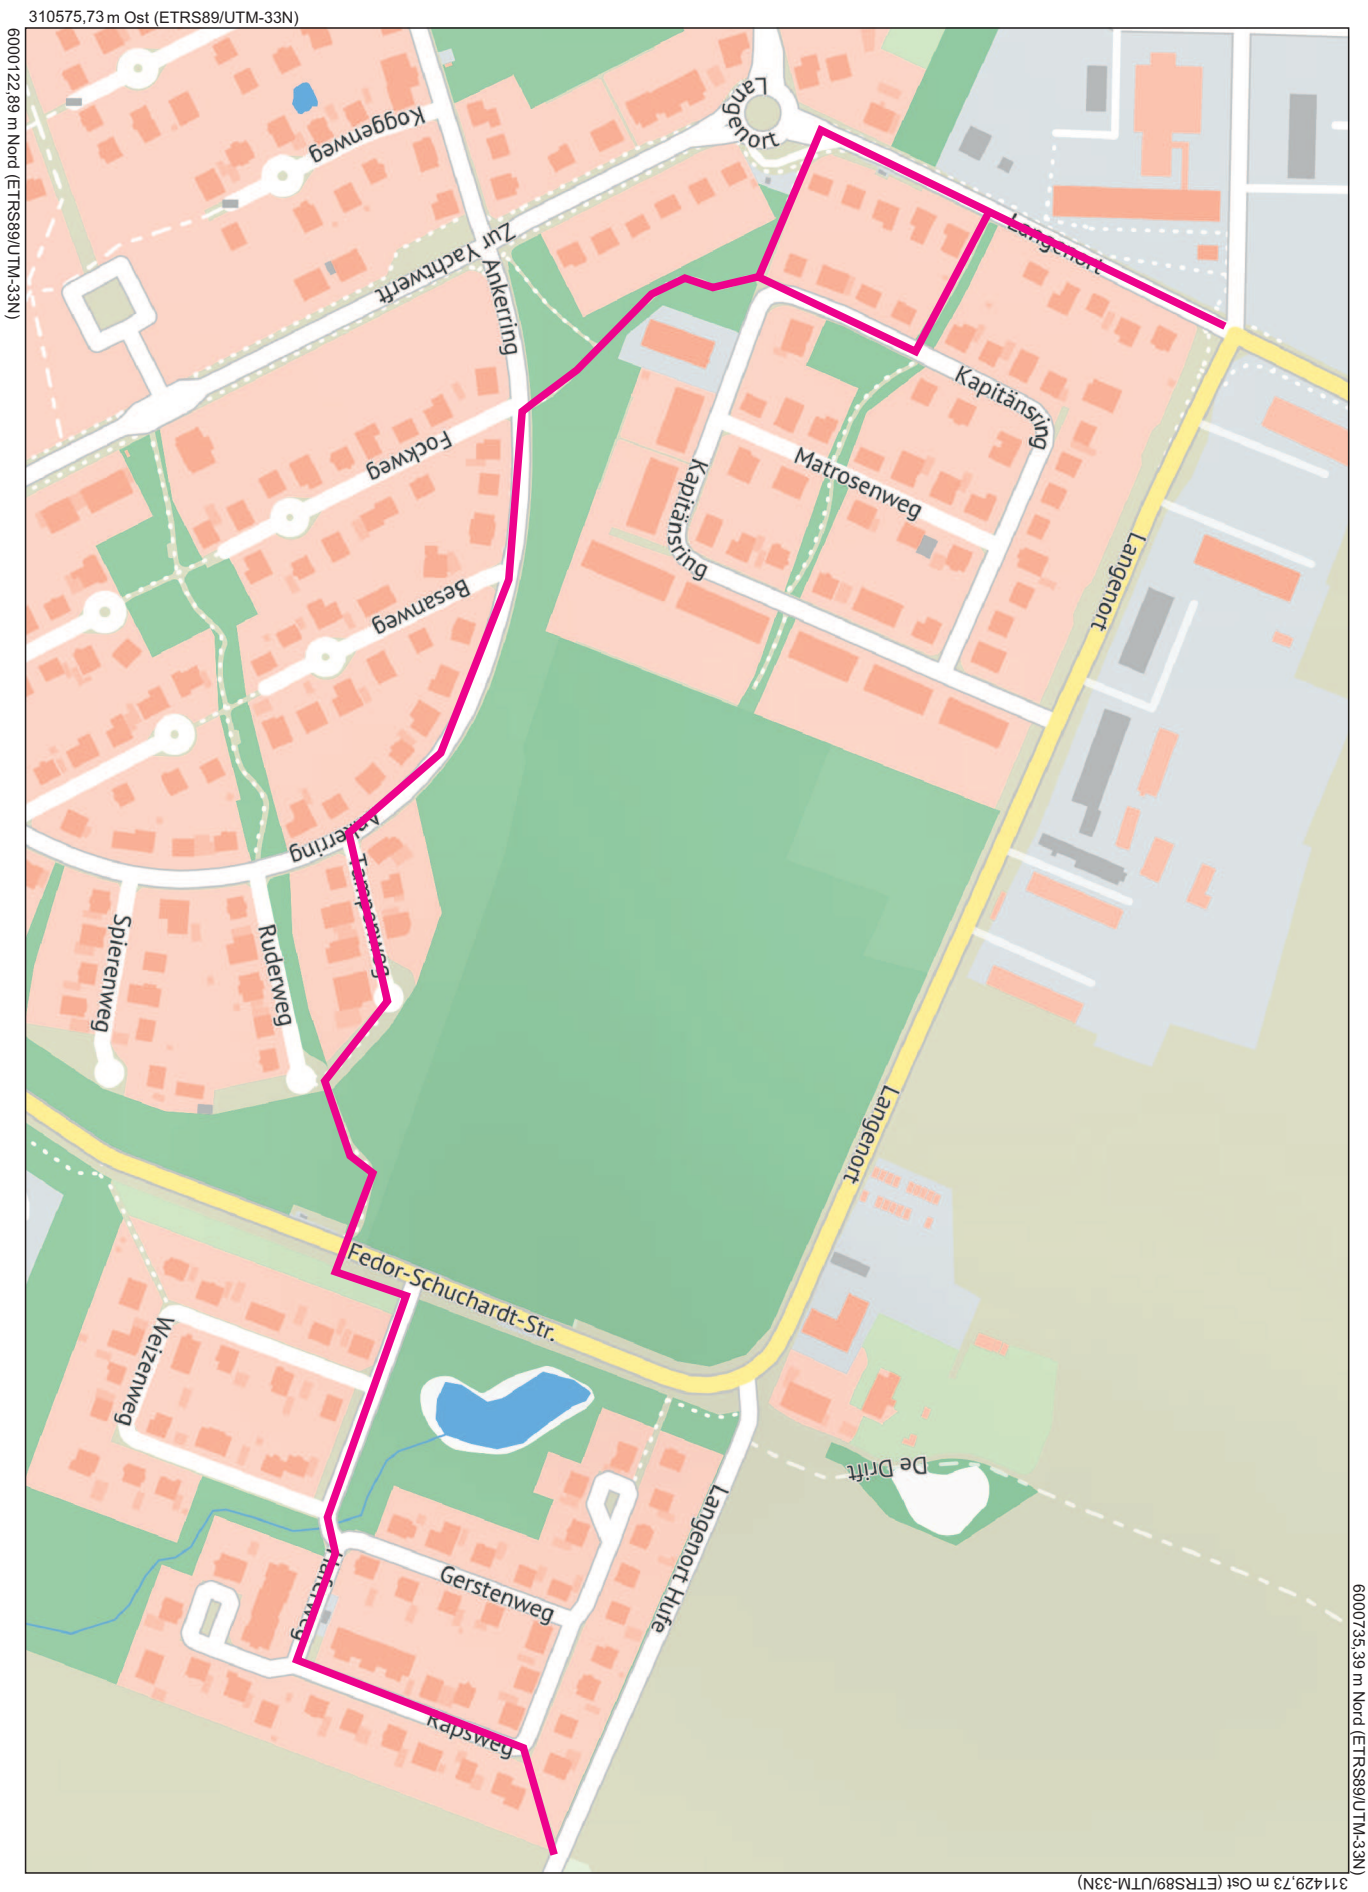 310575,73 m Ost (ETRS89/UTM-33N)
6000122,89 m Nord (ETRS89/UTM-33N)
Koggenweg
Langenort
Zur Yachtwerft
Ankerring
Langenort
Fockweg
Kapitänsring
Matrosenweg
Kapitänsring
Besanweg
Langenort
Ankerring
Tampenweg
Spierenweg
Ruderweg
Langenort
Fedor-Schuchardt-Str.
Weizenweg
De Drift
Langenort Hufe
Gerstenweg
Haferweg
Rapsweg
6000735,39 m Nord (ETRS89/UTM-33N)
311429,73 m Ost (ETRS89/UTM-33N)